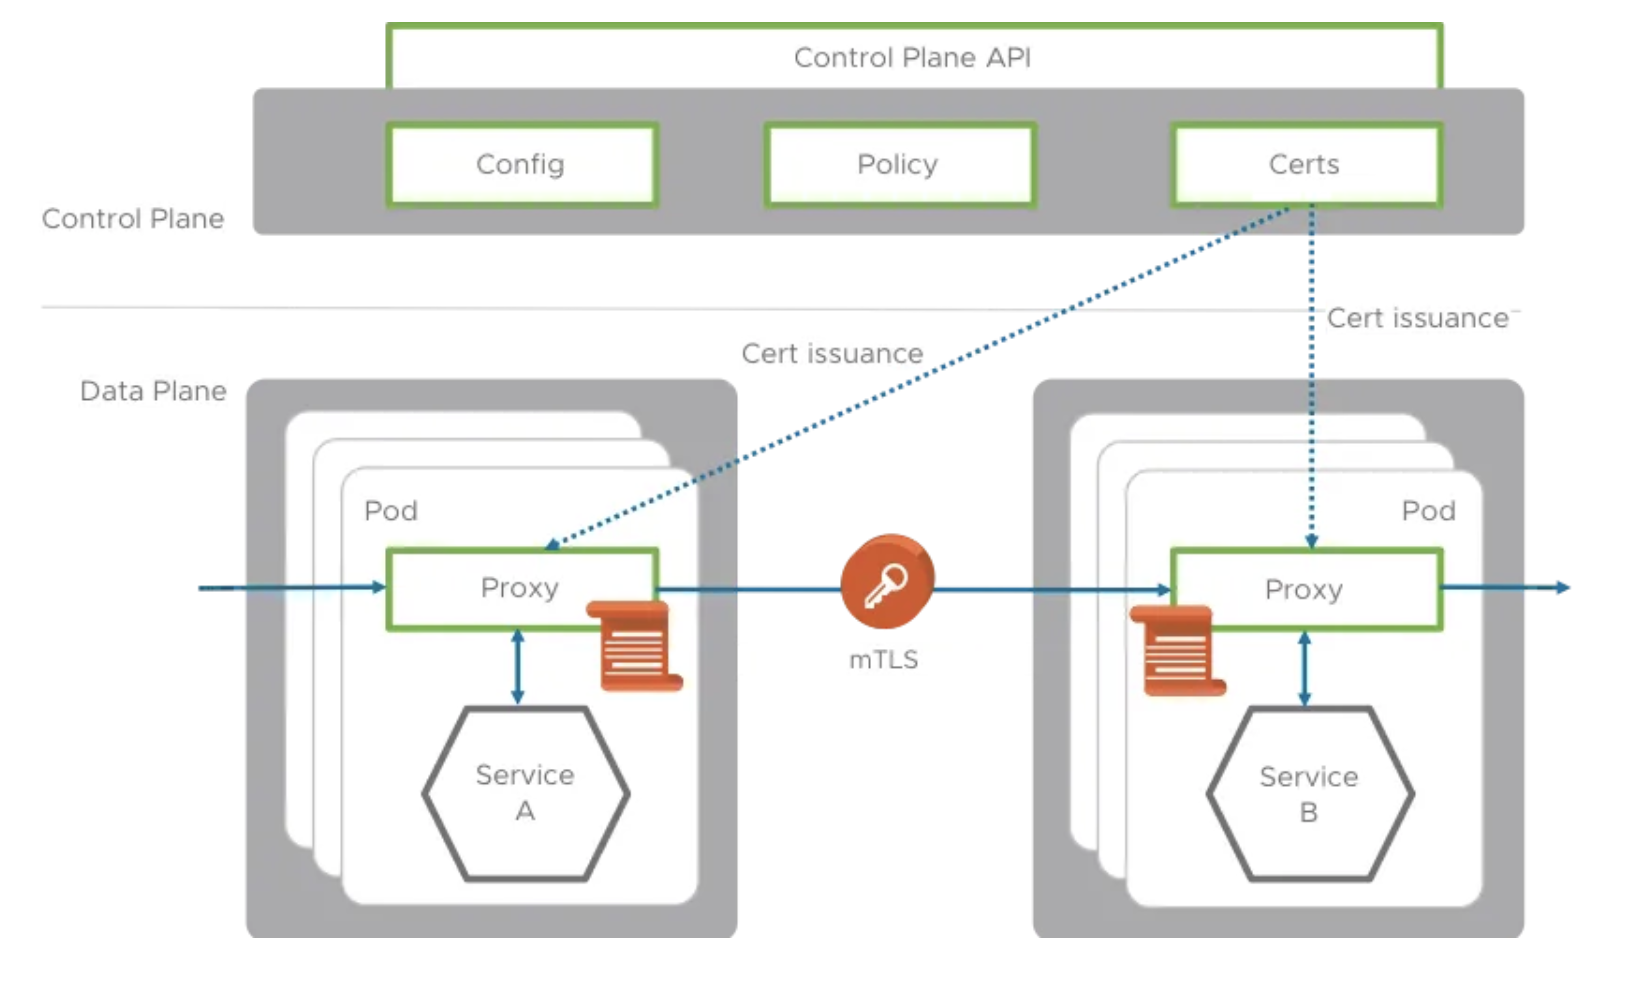 Control Plane API
Config
Policy
Certs
Control Plane
Cert issuance
Cert issuance
Data Plane
Pod
Pod
Proxy
Proxy
mTLS
Service
A
Service
B